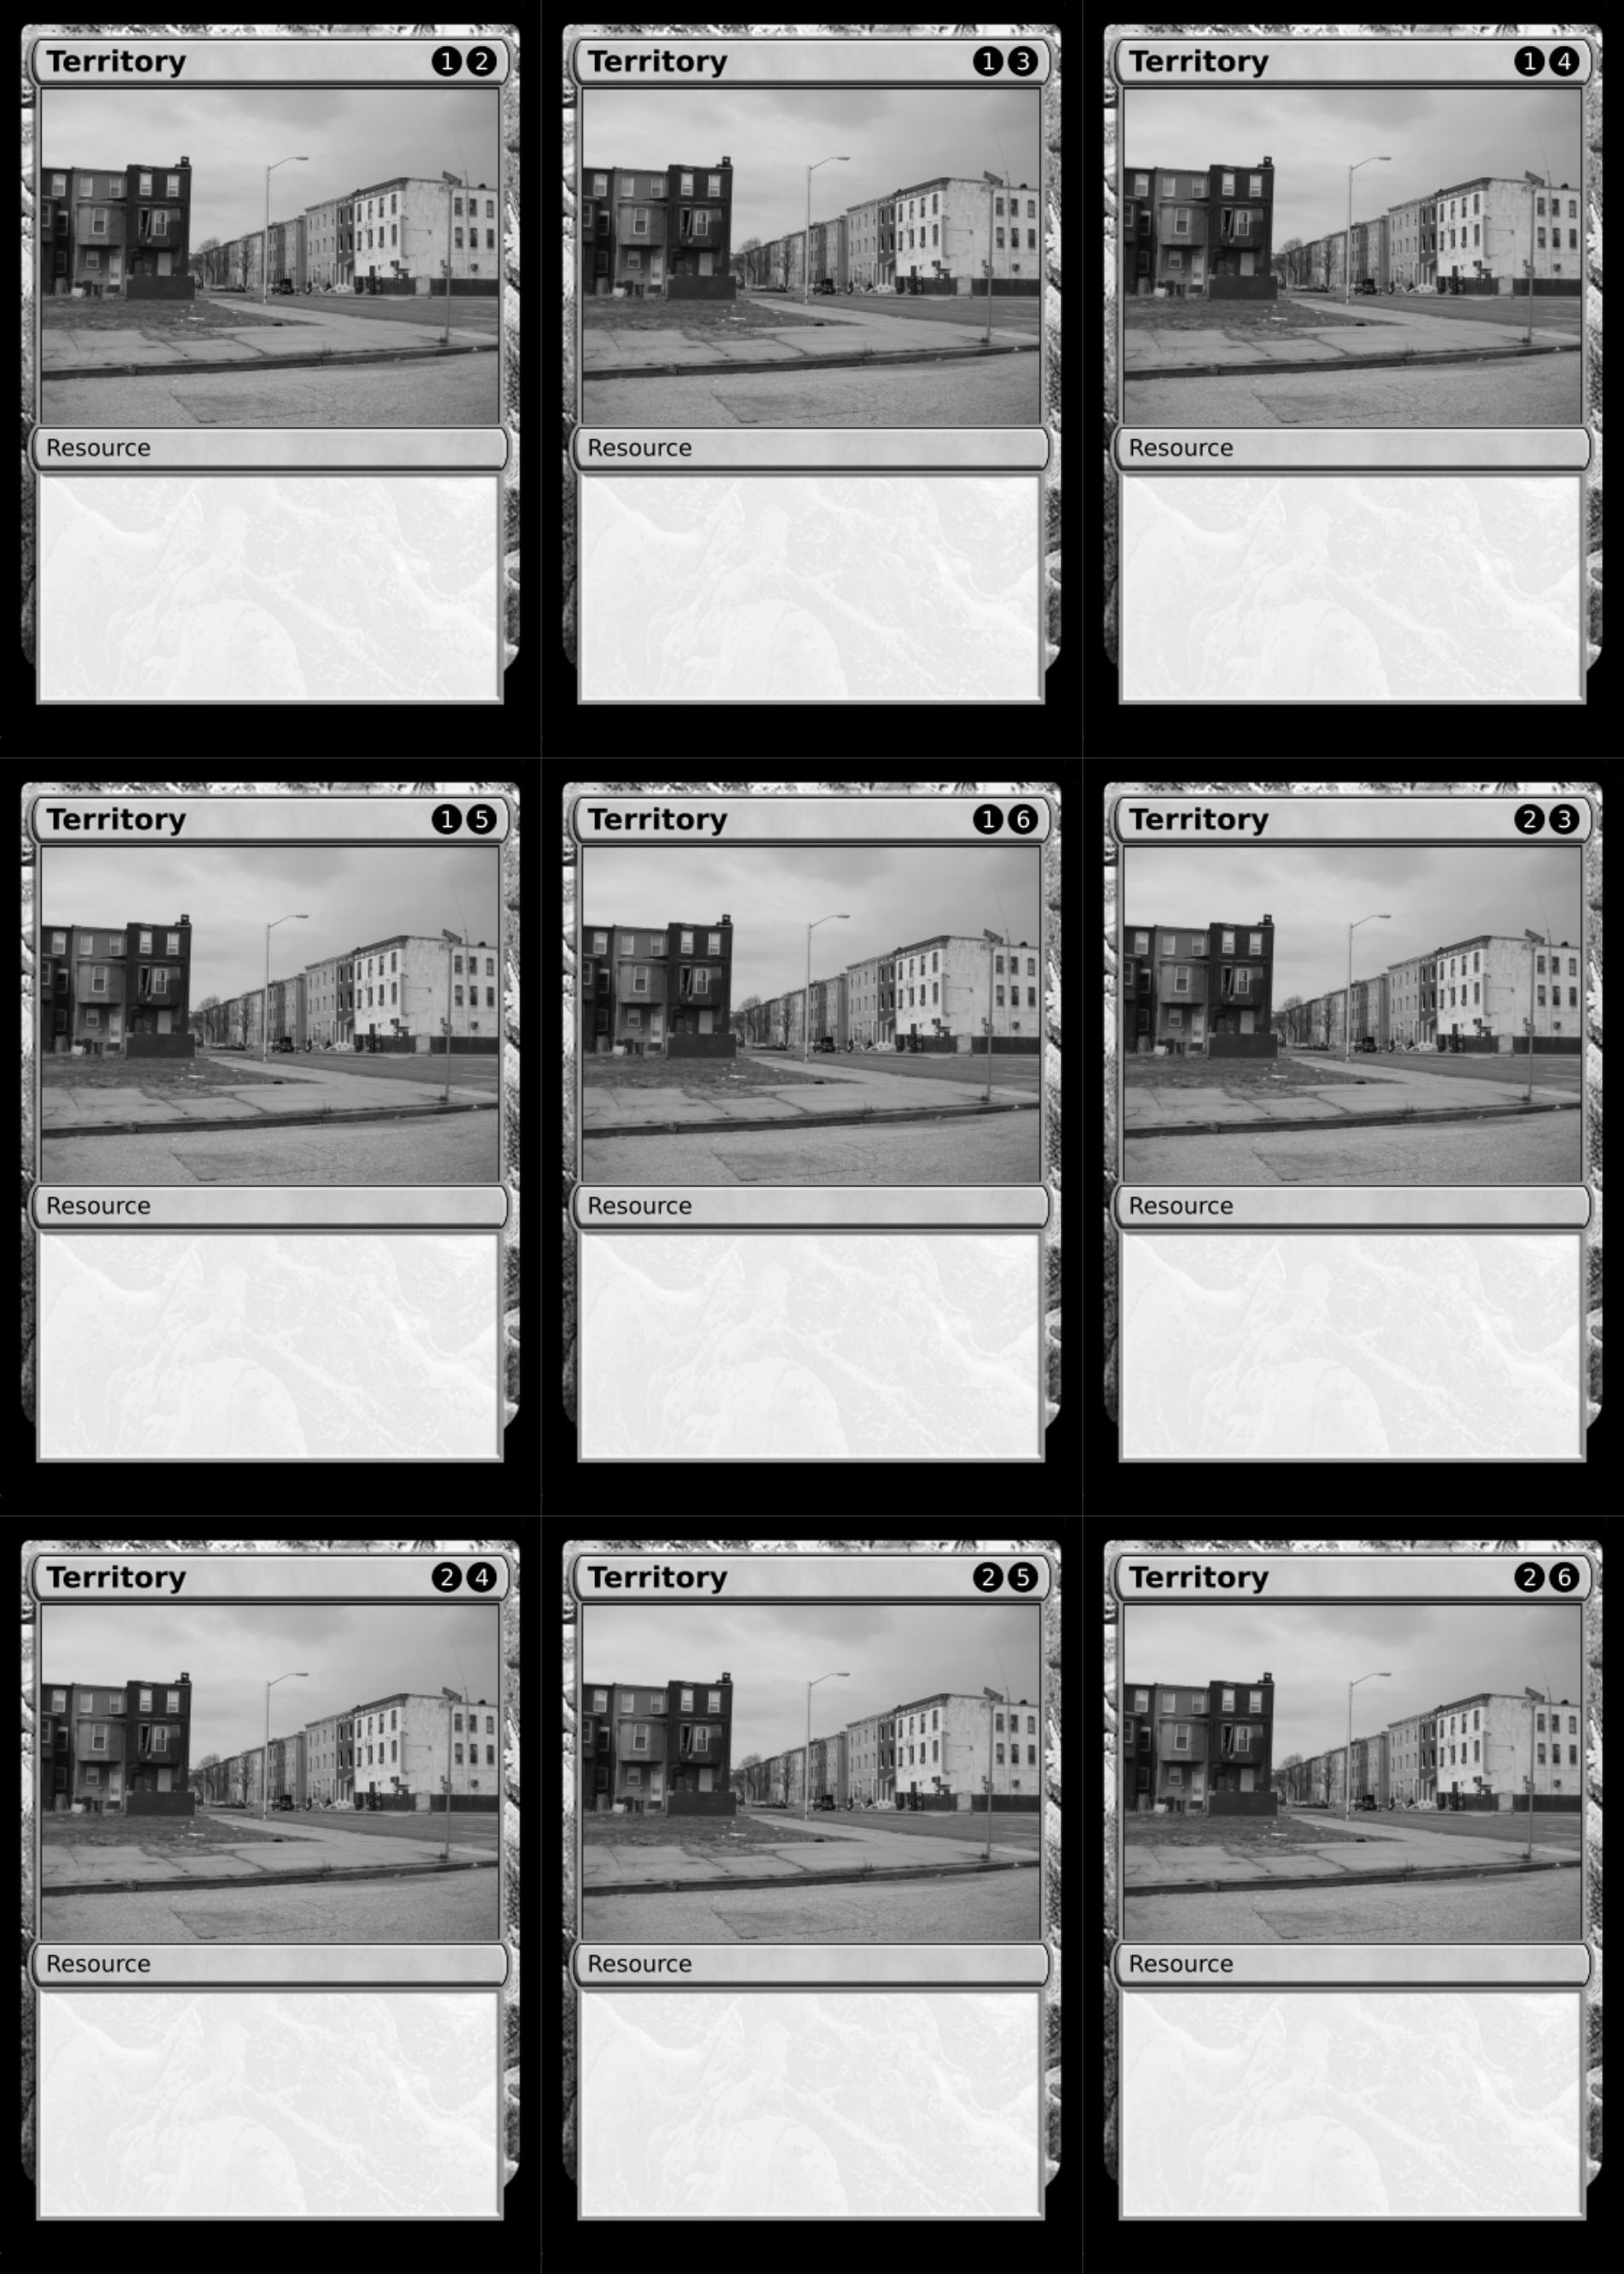 Territory 1 2
Territory 1 3
Territory 1 4
Resource
Resource
Resource
Territory 1 5
Territory 1 6
Territory 2 3
Resource
Resource
Resource
Territory 2 4
Territory 2 5
Territory 2 6
Resource
Resource
Resource